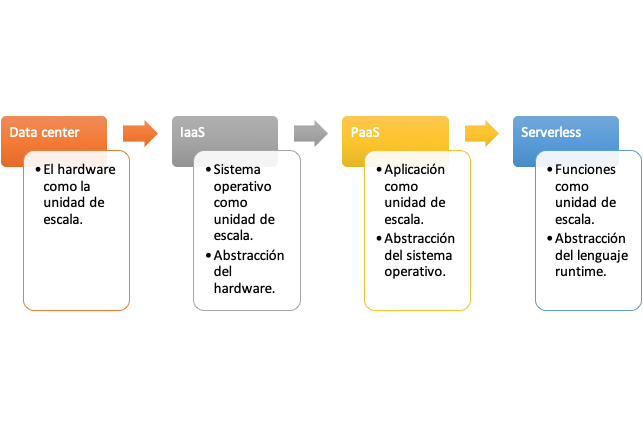 Data center
• El hardware
como la
unidad de
escala.
IaaS
• Sistema
operativo
como
unidad de
escala.
• Abstracción
del
hardware.
PaaS
• Aplicación
como
unidad de
escala.
• Abstracción
del sistema
operativo.
Serverless
• Funciones
como
unidad de
escala.
• Abstracción
del lenguaje
runtime.